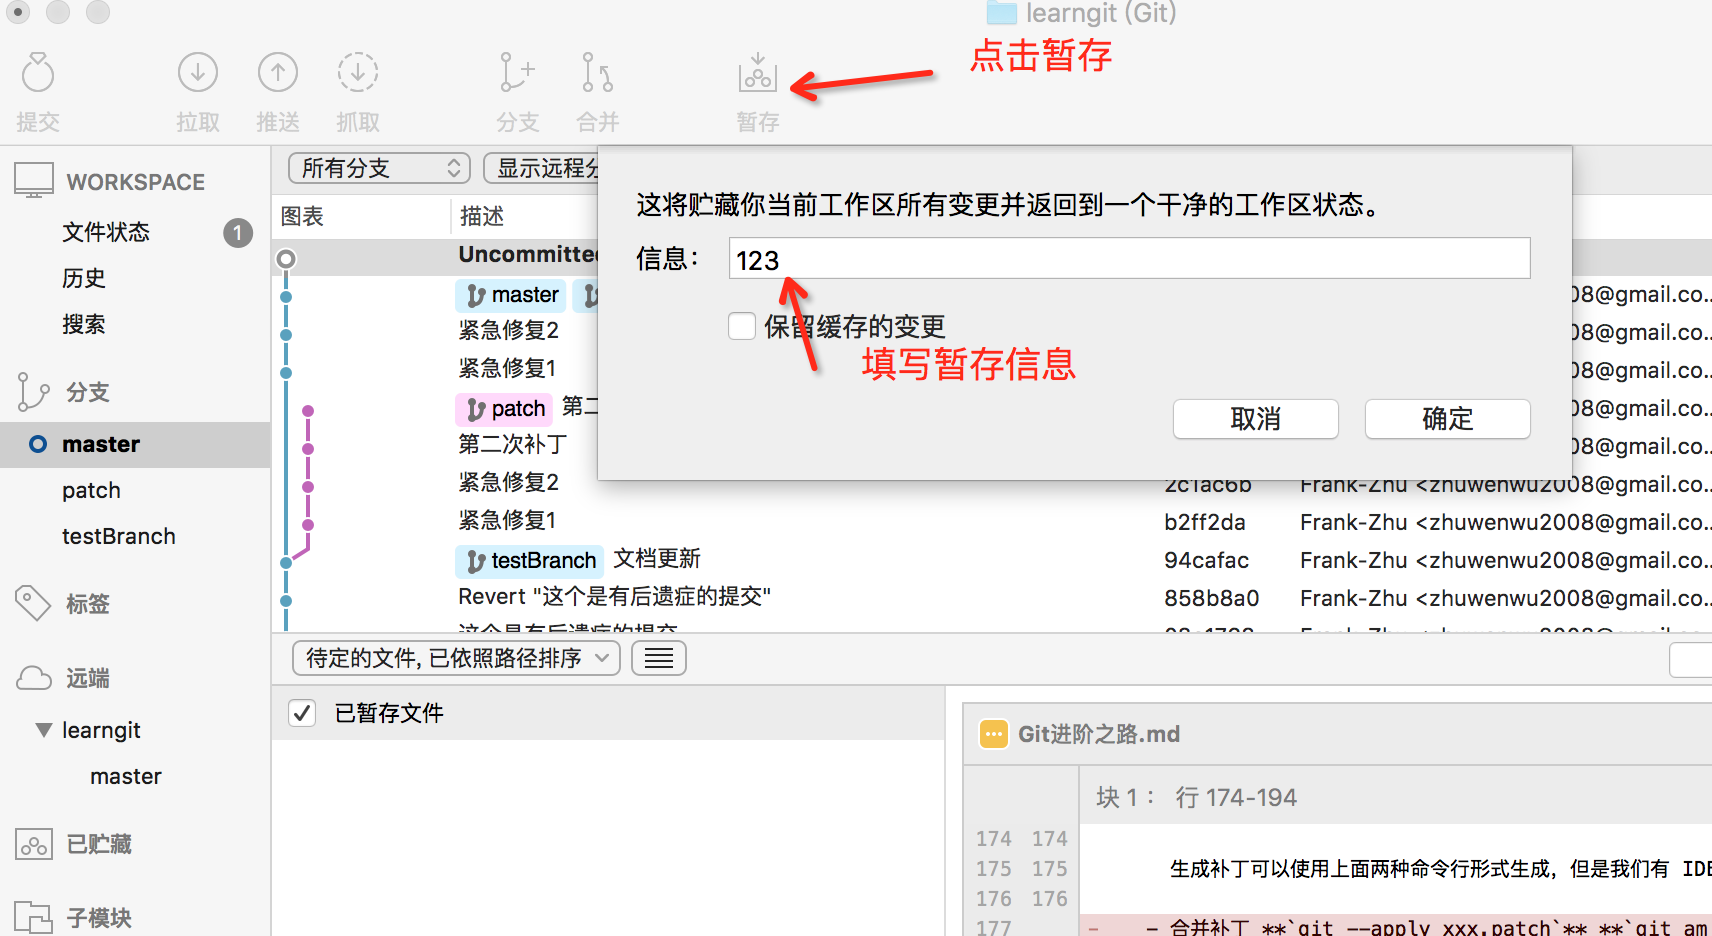 learngit (Git)
点击暂存
提交 拉取 推送 抓取 分支 合并 暂存
WORKSPACE
文件状态 1
历史
搜索
分支
master
patch
testBranch
标签
远端
learngit
master
已贮藏
子模块
所有分支 显示远程分
图表 描述
这将贮藏你当前工作区所有变更并返回到一个干净的工作区状态。
信息： 123
保留缓存的变更
填写暂存信息
取消 确定
Uncommitted
master 08@gmail.co..
紧急修复2 08@gmail.co..
紧急修复1 08@gmail.co..
patch 第二 08@gmail.co..
第二次补丁 08@gmail.co..
紧急修复2 2c1ac6b Frank-Zhu <zhuwenwu2008@gmail.co..
紧急修复1 b2ff2da Frank-Zhu <zhuwenwu2008@gmail.co..
testBranch 文档更新 94cafac Frank-Zhu <zhuwenwu2008@gmail.co..
Revert "这个是有后遗症的提交" 858b8a0 Frank-Zhu <zhuwenwu2008@gmail.co..
这个是有后遗症的提交
待定的文件, 已依照路径排序
已暂存文件
Git进阶之路.md
块 1： 行 174-194
174 174
175 175 生成补丁可以使用上面两种命令行形式生成，但是我们有 IDE
176 176
177 - - 合并补丁 **`git --apply xxx.patch`** **`git am